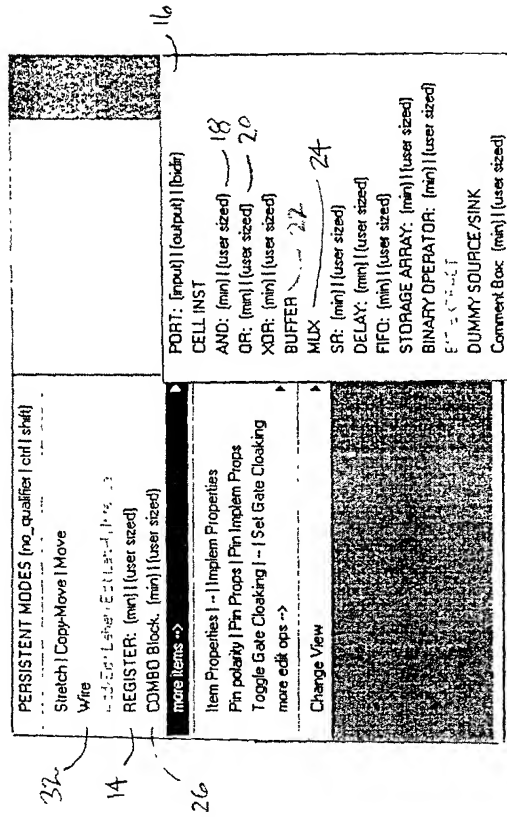 PERSISTENT MODES (no_qualifier | ctrl | shift)
Stretch | Copy-Move | Move
Wire
REGISTER: (min) | (user sized)
COMBO Block. (min) | (user sized)
more items -->
Item Properties | -- | Implem Properties
Pin polarity | Pin Props | Pin Implem Props
Toggle Gate Cloaking | -- | Set Gate Cloaking
more edit ops -->
Change View
32
14
26
PORT: (input) | (output) | (bidir)
CELL INST
AND: (min) | (user sized)
OR: (min) | (user sized)
XOR: (min) | (user sized)
BUFFER
MUX
SR: (min) | (user sized)
DELAY: (min) | (user sized)
FIFO: (min) | (user sized)
STORAGE ARRAY: (min) | (user sized)
BINARY OPERATOR: (min) | (user sized)
DUMMY SOURCE/SINK
Comment Box: (min) | (user sized)
16
18
20
22
24